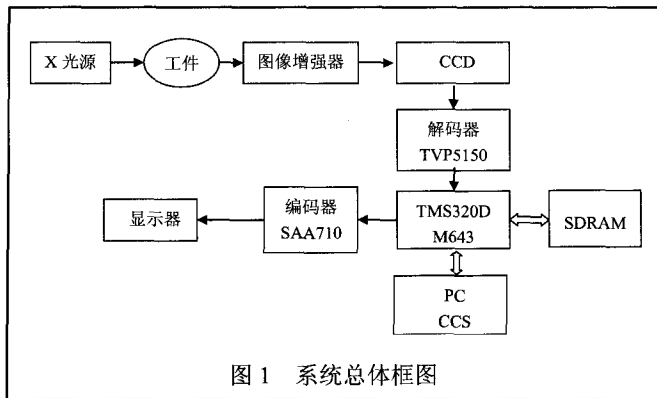 X 光源
工件
图像增强器
CCD
解码器
TVP5150
显示器
编码器
SAA710
TMS320D
M643
SDRAM
PC
CCS
图 1 系统总体框图